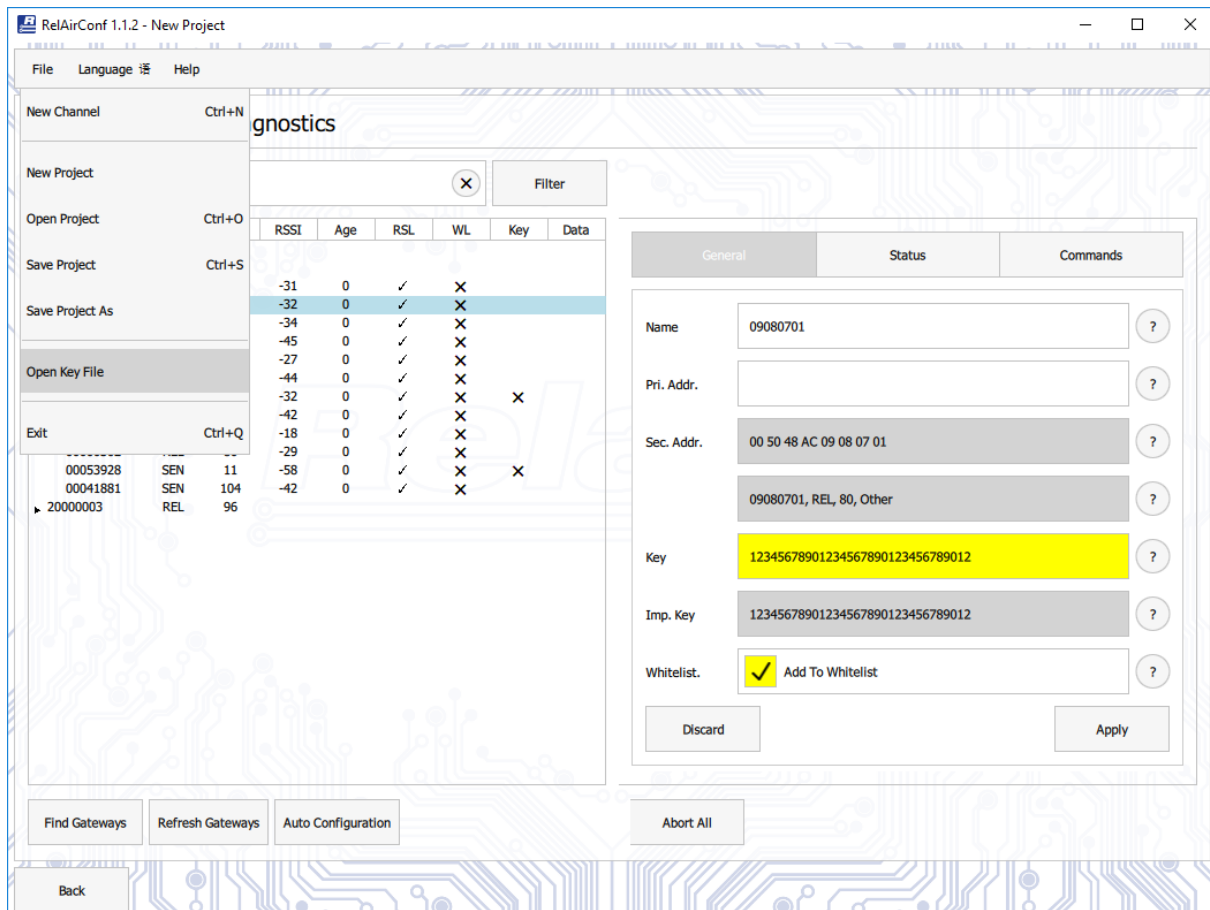 RelAirConf 1.1.2 - New Project
File Language 语 Help
New Channel Ctrl+N
New Project
Open Project Ctrl+O
Save Project Ctrl+S
Save Project As
Open Key File
Exit Ctrl+Q
gnostics
Filter
RSSI Age RSL WL Key Data
-31 0 ✓ ✕
-32 0 ✓ ✕
-34 0 ✓ ✕
-45 0 ✓ ✕
-27 0 ✓ ✕
-44 0 ✓ ✕
-32 0 ✓ ✕ ✕
-42 0 ✓ ✕
-18 0 ✓ ✕
-29 0 ✓ ✕
00053928 SEN 11 -58 0 ✓ ✕ ✕
00041881 SEN 104 -42 0 ✓ ✕
20000003 REL 96
General Status Commands
Name 09080701 ?
Pri. Addr. ?
Sec. Addr. 00 50 48 AC 09 08 07 01 ?
09080701, REL, 80, Other ?
Key 12345678901234567890123456789012 ?
Imp. Key 12345678901234567890123456789012 ?
Whitelist. ✓ Add To Whitelist ?
Discard Apply
Find Gateways Refresh Gateways Auto Configuration Abort All
Back